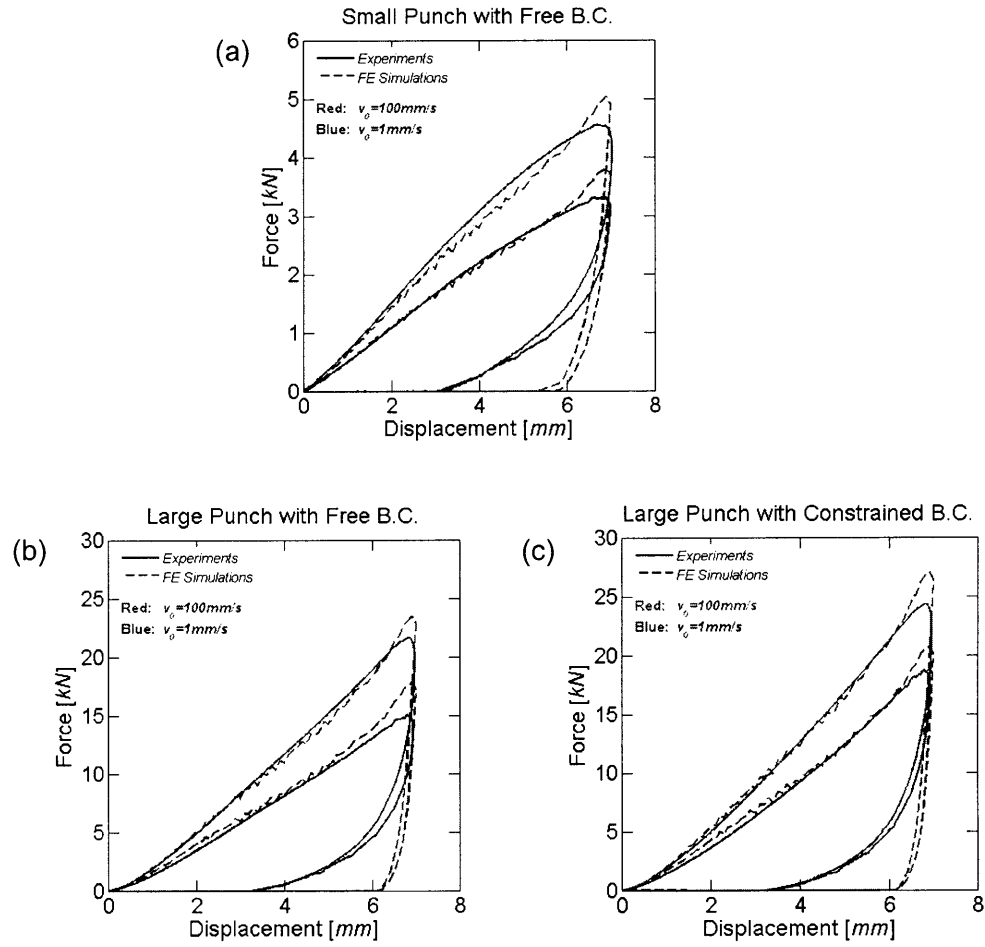 Small Punch with Free B.C.
(a)
6
5
4
3
2
1
0
Force [kN]
Experiments
FE Simulations
Red: v₀=100mm/s
Blue: v₀=1mm/s
0 2 4 6 8
Displacement [mm]
Large Punch with Free B.C.
(b)
30
25
20
15
10
5
0
Force [kN]
Experiments
FE Simulations
Red: v₀=100mm/s
Blue: v₀=1mm/s
0 2 4 6 8
Displacement [mm]
Large Punch with Constrained B.C.
(c)
30
25
20
15
10
5
0
Force [kN]
Experiments
FE Simulations
Red: v₀=100mm/s
Blue: v₀=1mm/s
0 2 4 6 8
Displacement [mm]